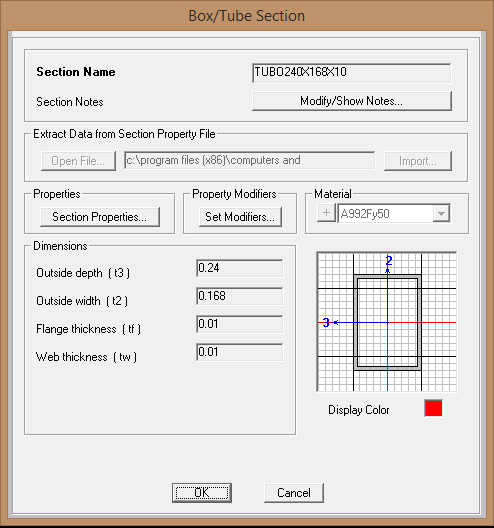 Box/Tube Section
Section Name TUBO240X168X10
Section Notes Modify/Show Notes...
Extract Data from Section Property File
Open File... c:\program files (x86)\computers and Import...
Properties Property Modifiers Material
Section Properties... Set Modifiers... + A992Fy50
Dimensions
Outside depth ( t3 ) 0.24
Outside width ( t2 ) 0.168
Flange thickness ( tf ) 0.01
Web thickness ( tw ) 0.01
2
3
Display Color
OK Cancel